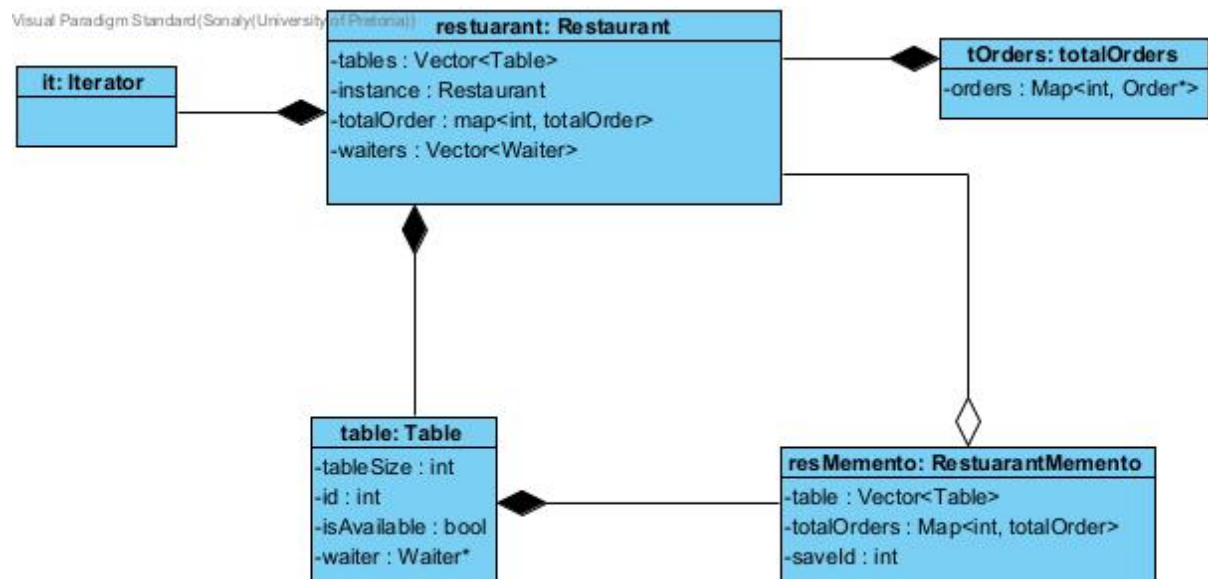 Visual Paradigm Standard(Sonaly(University of Pretoria))
restuarant: Restaurant
-tables : Vector<Table>
-instance : Restaurant
-totalOrder : map<int, totalOrder>
-waiters : Vector<Waiter>
it: Iterator
tOrders: totalOrders
-orders : Map<int, Order*>
table: Table
-tableSize : int
-id : int
-isAvailable : bool
-waiter : Waiter*
resMemento: RestuarantMemento
-table : Vector<Table>
-totalOrders : Map<int, totalOrder>
-saveId : int